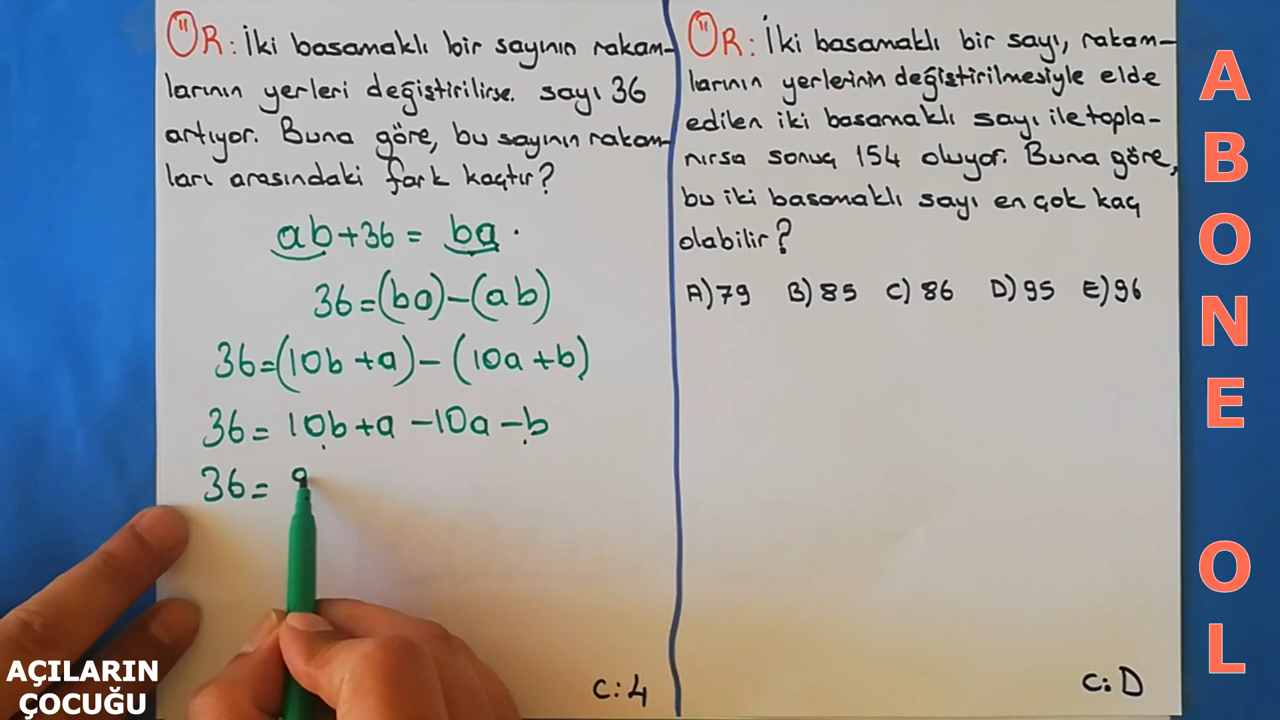 ÖR: İki basamaklı bir sayının rakam-
larının yerleri değiştirilirse. sayı 36
artıyor. Buna göre, bu sayının rakam-
ları arasındaki fark kaçtır?
ab+36 = ba.
36=(ba)-(ab)
36=(10b+a)-(10a+b)
36= 10b+a-10a-b
36= 9
C:4
ÖR: İki basamaklı bir sayı, rakam-
larının yerlerinin değiştirilmesiyle elde
edilen iki basamaklı sayı ile topla-
nırsa sonuç 154 oluyor. Buna göre,
bu iki basamaklı sayı en çok kaç
olabilir?
A)79 B)85 C)86 D)95 E)96
C:D
ABONE OL
AÇILARIN
ÇOCUĞU